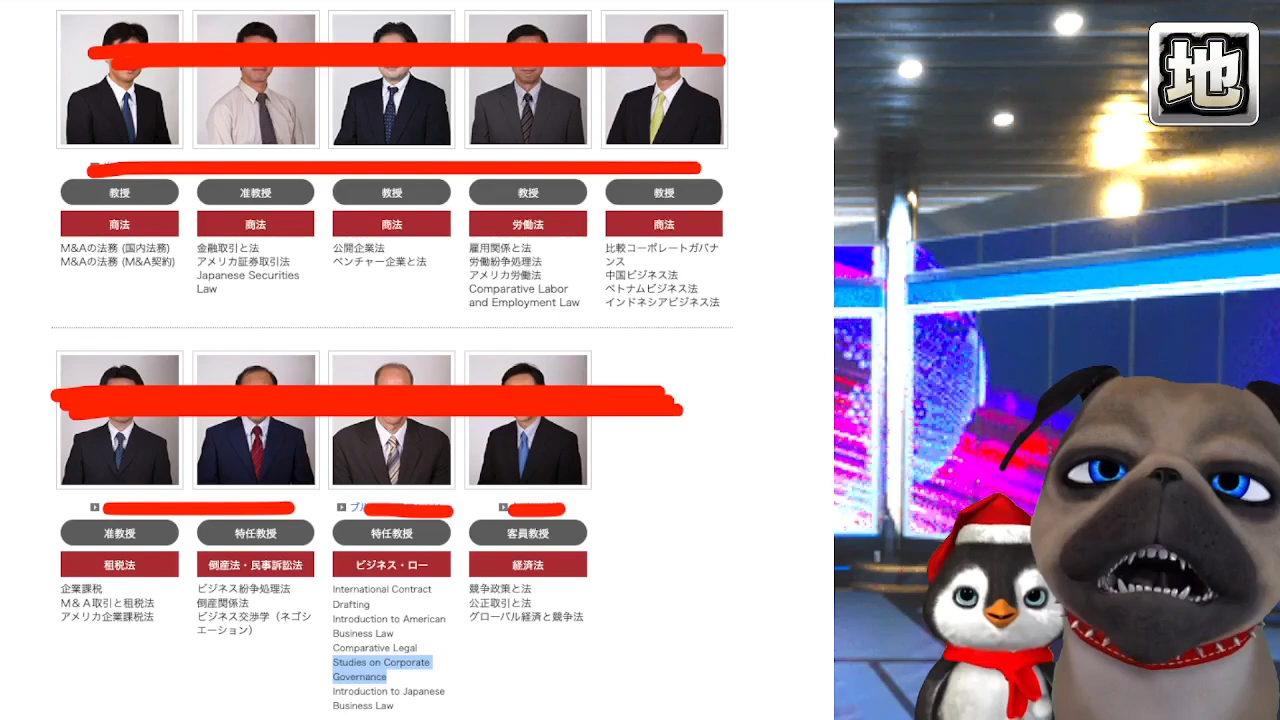 地
教授
准教授
教授
教授
教授
商法
商法
商法
労働法
商法
M&Aの法務 (国内法務)
M&Aの法務 (M&A契約)
金融取引と法
アメリカ証券取引法
Japanese Securities
Law
公開企業法
ベンチャー企業と法
雇用関係と法
労働紛争処理法
アメリカ労働法
Comparative Labor
and Employment Law
比較コーポレートガバナ
ンス
中国ビジネス法
ベトナムビジネス法
インドネシアビジネス法
ブル
准教授
特任教授
特任教授
客員教授
租税法
倒産法・民事訴訟法
ビジネス・ロー
経済法
企業課税
M&A取引と租税法
アメリカ企業課税法
ビジネス紛争処理法
倒産関係法
ビジネス交渉学（ネゴシ
エーション）
International Contract
Drafting
Introduction to American
Business Law
Comparative Legal
Studies on Corporate
Governance
Introduction to Japanese
Business Law
競争政策と法
公正取引と法
グローバル経済と競争法